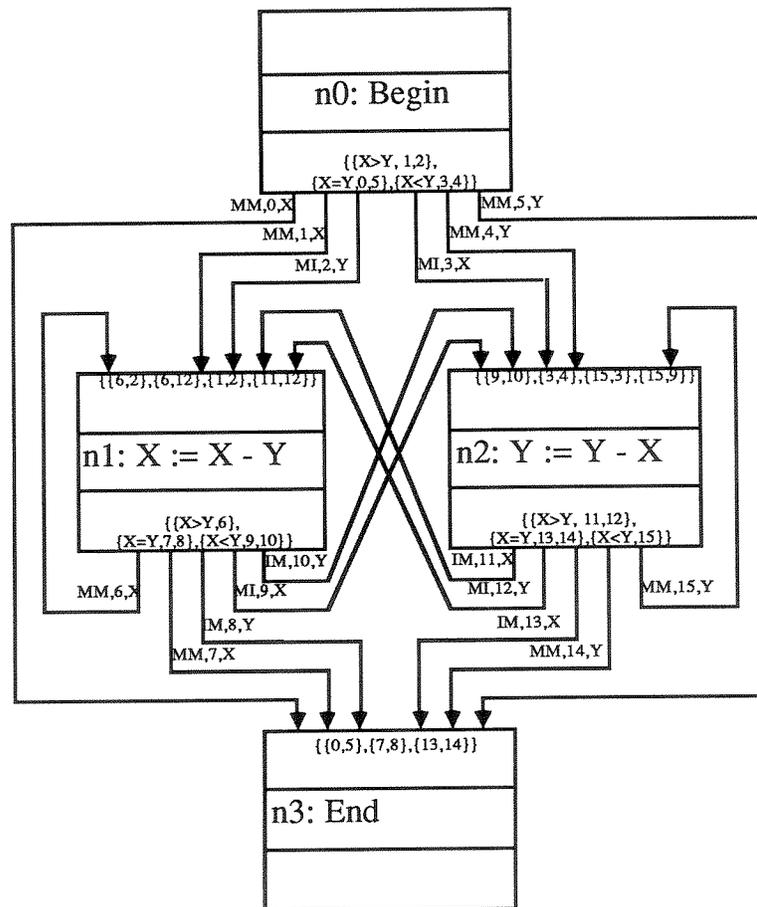 n0: Begin
{{X>Y, 1,2},
{X=Y,0,5},{X<Y,3,4}}
MM,0,X
MM,5,Y
MM,1,X
MM,4,Y
MI,2,Y
MI,3,X
{{6,2},{6,12},{1,2},{11,12}}
{{9,10},{3,4},{15,3},{15,9}}
n1: X := X - Y
n2: Y := Y - X
{{X>Y,6},
{X=Y,7,8},{X<Y,9,10}}
{{X>Y, 11,12},
{X=Y,13,14},{X<Y,15}}
IM,10,Y
IM,11,X
MM,6,X
MI,9,X
MI,12,Y
MM,15,Y
IM,8,Y
IM,13,X
MM,7,X
MM,14,Y
{{0,5},{7,8},{13,14}}
n3: End